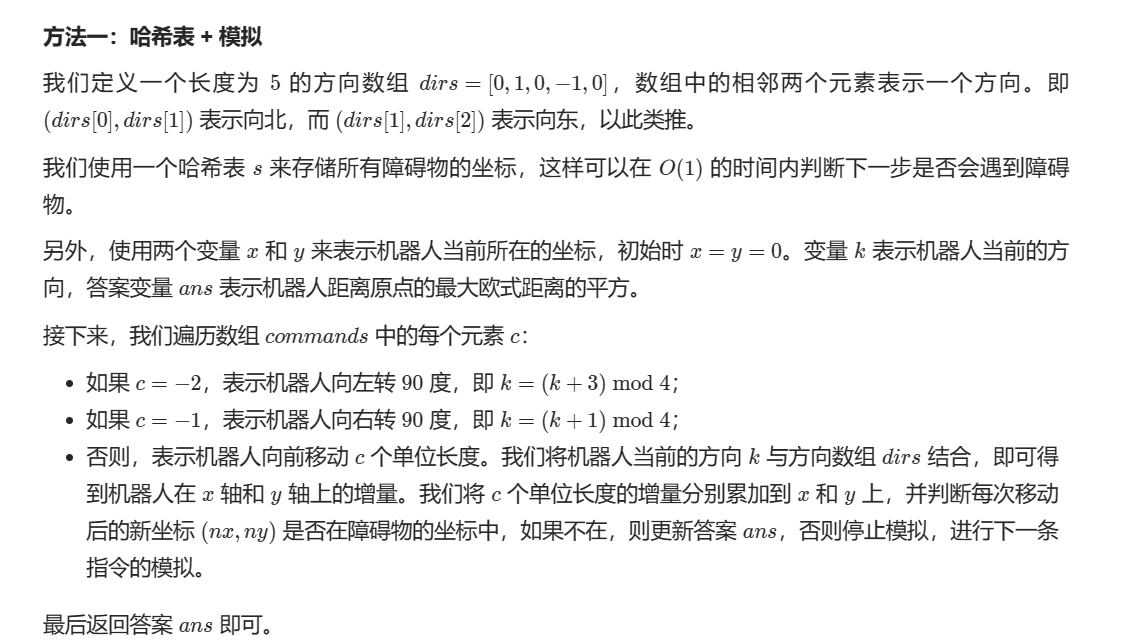 方法一：哈希表 + 模拟
我们定义一个长度为 5 的方向数组 dirs = [0, 1, 0, −1, 0]，数组中的相邻两个元素表示一个方向。即
(dirs[0], dirs[1]) 表示向北，而 (dirs[1], dirs[2]) 表示向东，以此类推。
我们使用一个哈希表 s 来存储所有障碍物的坐标，这样可以在 O(1) 的时间内判断下一步是否会遇到障碍
物。
另外，使用两个变量 x 和 y 来表示机器人当前所在的坐标，初始时 x = y = 0。变量 k 表示机器人当前的方
向，答案变量 ans 表示机器人距离原点的最大欧式距离的平方。
接下来，我们遍历数组 commands 中的每个元素 c：
• 如果 c = −2，表示机器人向左转 90 度，即 k = (k + 3) mod 4；
• 如果 c = −1，表示机器人向右转 90 度，即 k = (k + 1) mod 4；
• 否则，表示机器人向前移动 c 个单位长度。我们将机器人当前的方向 k 与方向数组 dirs 结合，即可得
到机器人在 x 轴和 y 轴上的增量。我们将 c 个单位长度的增量分别累加到 x 和 y 上，并判断每次移动
后的新坐标 (nx, ny) 是否在障碍物的坐标中，如果不在，则更新答案 ans，否则停止模拟，进行下一条
指令的模拟。
最后返回答案 ans 即可。